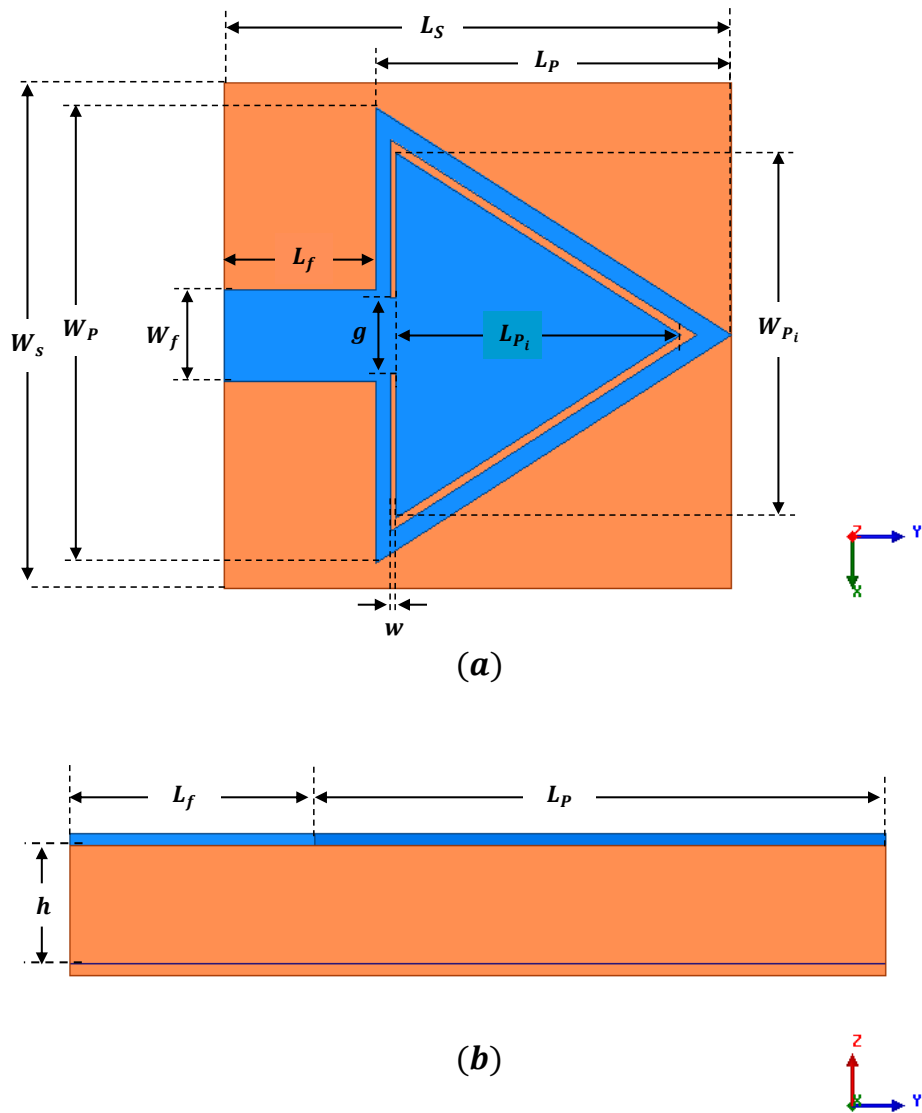 L_S
L_P
L_f
W_s
W_P
W_f
g
L_{P_i}
W_{P_i}
w
Z
Y
X
(a)
L_f
L_P
h
(b)
Z
X
Y